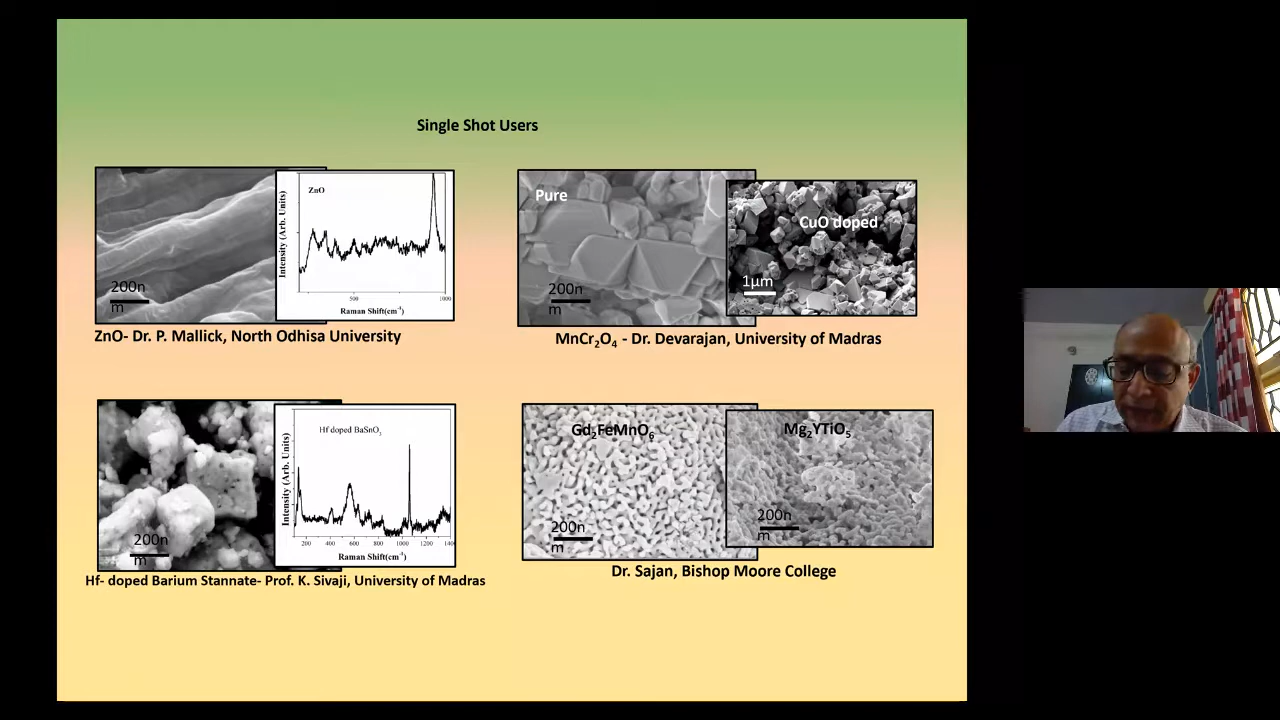 Single Shot Users
ZnO
Intensity (Arb. Units)
500
1000
Raman Shift(cm-1)
200n
m
ZnO- Dr. P. Mallick, North Odhisa University
Pure
200n
m
CuO doped
1µm
MnCr2O4 - Dr. Devarajan, University of Madras
200n
m
Hf doped BaSnO3
Intensity (Arb. Units)
200
400
600
800
1000
1200
1400
Raman Shift(cm-1)
Hf- doped Barium Stannate- Prof. K. Sivaji, University of Madras
Gd2FeMnO6
200n
m
Mg2YTiO5
200n
m
Dr. Sajan, Bishop Moore College